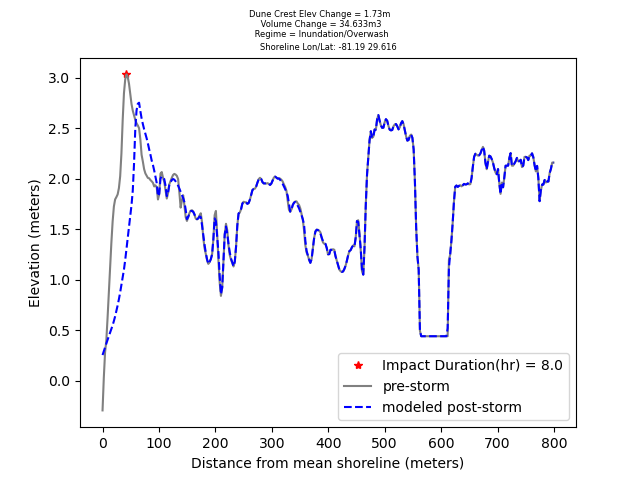 Dune Crest Elev Change = 1.73m
Volume Change = 34.633m3
Regime = Inundation/Overwash
Shoreline Lon/Lat: -81.19 29.616
3.0
2.5
2.0
1.5
1.0
0.5
0.0
Elevation (meters)
Impact Duration(hr) = 8.0
pre-storm
modeled post-storm
0 100 200 300 400 500 600 700 800
Distance from mean shoreline (meters)